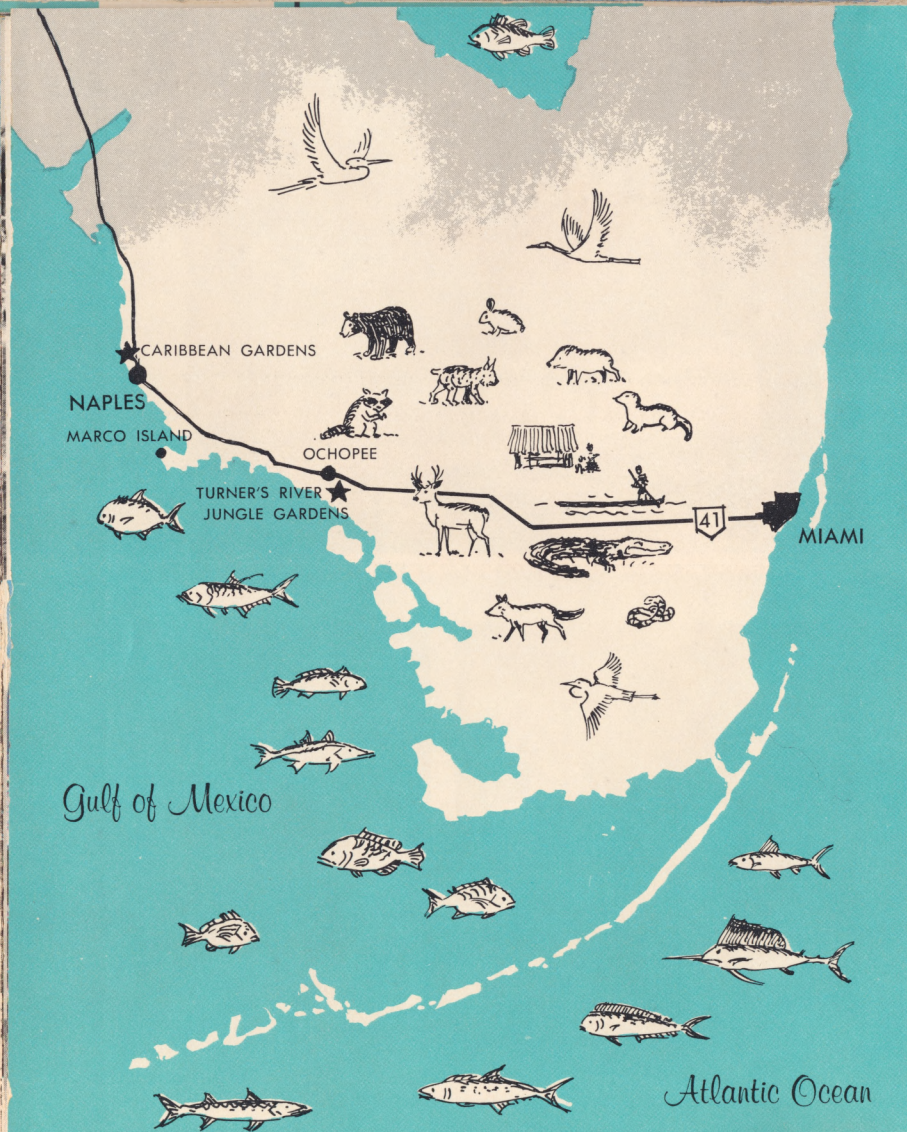 CARIBBEAN GARDENS
NAPLES
MARCO ISLAND
OCHOPEE
TURNER'S RIVER
JUNGLE GARDENS
41
MIAMI
Gulf of Mexico
Atlantic Ocean